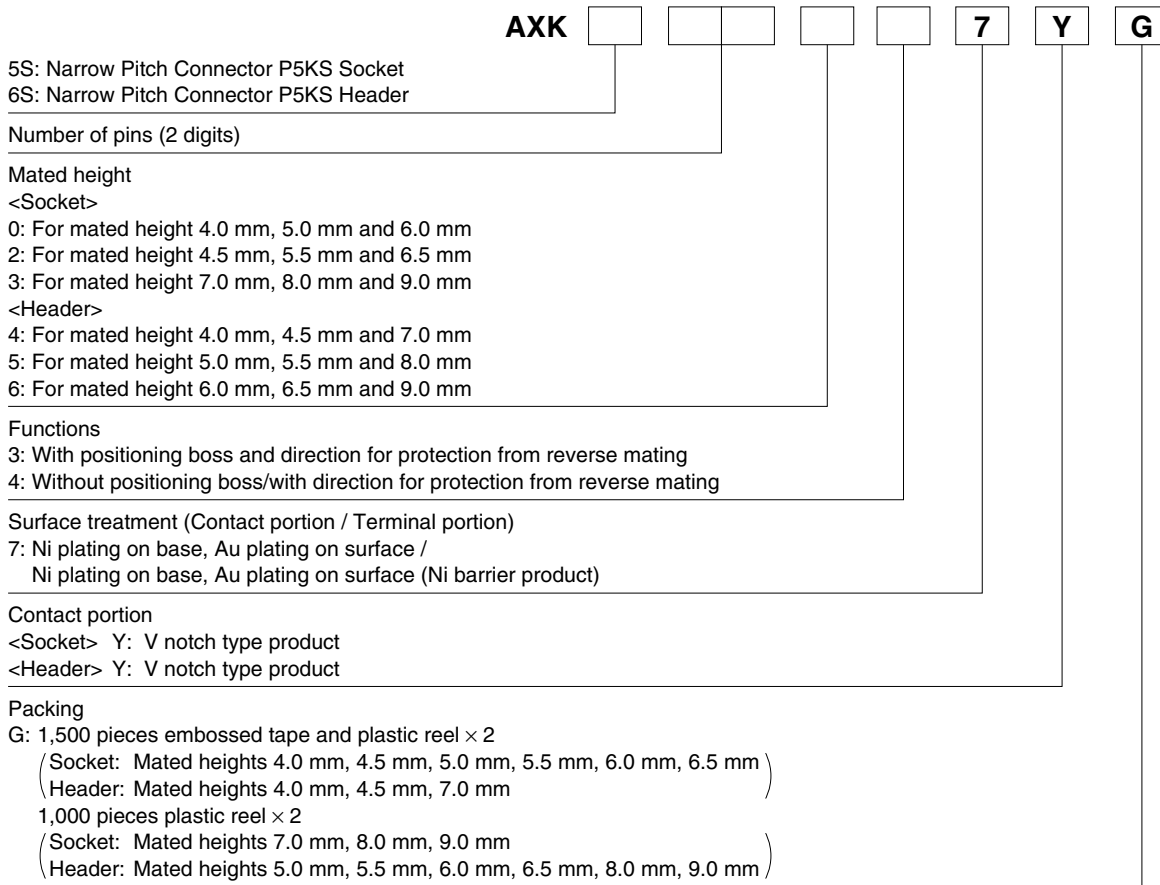 AXK 7 Y G
5S: Narrow Pitch Connector P5KS Socket
6S: Narrow Pitch Connector P5KS Header
Number of pins (2 digits)
Mated height
<Socket>
0: For mated height 4.0 mm, 5.0 mm and 6.0 mm
2: For mated height 4.5 mm, 5.5 mm and 6.5 mm
3: For mated height 7.0 mm, 8.0 mm and 9.0 mm
<Header>
4: For mated height 4.0 mm, 4.5 mm and 7.0 mm
5: For mated height 5.0 mm, 5.5 mm and 8.0 mm
6: For mated height 6.0 mm, 6.5 mm and 9.0 mm
Functions
3: With positioning boss and direction for protection from reverse mating
4: Without positioning boss/with direction for protection from reverse mating
Surface treatment (Contact portion / Terminal portion)
7: Ni plating on base, Au plating on surface /
Ni plating on base, Au plating on surface (Ni barrier product)
Contact portion
<Socket> Y: V notch type product
<Header> Y: V notch type product
Packing
G: 1,500 pieces embossed tape and plastic reel × 2
(Socket: Mated heights 4.0 mm, 4.5 mm, 5.0 mm, 5.5 mm, 6.0 mm, 6.5 mm
Header: Mated heights 4.0 mm, 4.5 mm, 7.0 mm)
1,000 pieces plastic reel × 2
(Socket: Mated heights 7.0 mm, 8.0 mm, 9.0 mm
Header: Mated heights 5.0 mm, 5.5 mm, 6.0 mm, 6.5 mm, 8.0 mm, 9.0 mm)